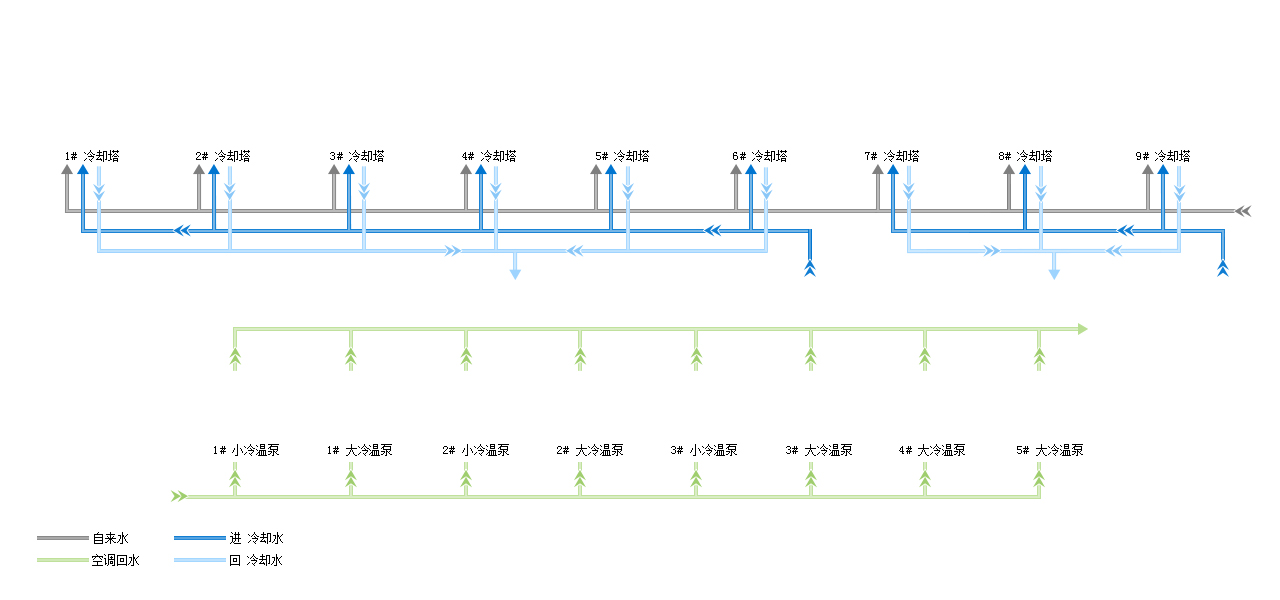 1# 冷却塔 2# 冷却塔 3# 冷却塔 4# 冷却塔 5# 冷却塔 6# 冷却塔 7# 冷却塔 8# 冷却塔 9# 冷却塔
1# 小冷温泵 1# 大冷温泵 2# 小冷温泵 2# 大冷温泵 3# 小冷温泵 3# 大冷温泵 4# 大冷温泵 5# 大冷温泵
自来水 进 冷却水
空调回水 回 冷却水